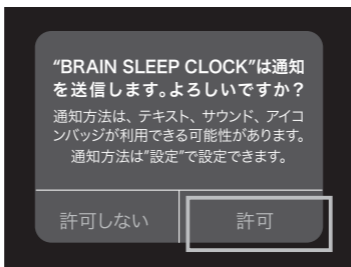 “BRAIN SLEEP CLOCK”は通知
を送信します。よろしいですか？
通知方法は、テキスト、サウンド、アイコ
ンバッジが利用できる可能性があります。
通知方法は”設定”で設定できます。
許可しない
許可